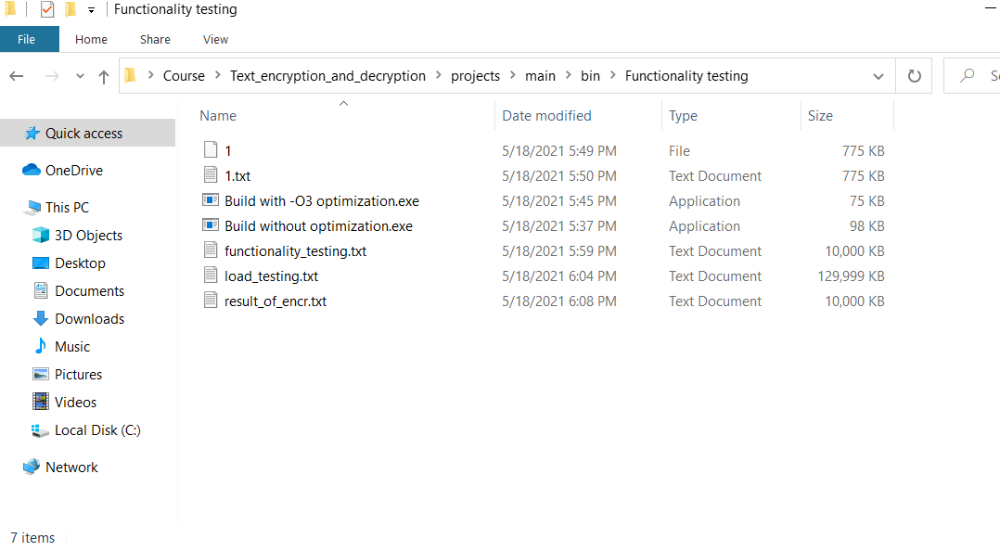 Functionality testing
File Home Share View
Course Text_encryption_and_decryption projects main bin Functionality testing
Name Date modified Type Size
Quick access
OneDrive
This PC
3D Objects
Desktop
Documents
Downloads
Music
Pictures
Videos
Local Disk (C:)
Network
1 5/18/2021 5:49 PM File 775 KB
1.txt 5/18/2021 5:50 PM Text Document 775 KB
Build with -O3 optimization.exe 5/18/2021 5:45 PM Application 75 KB
Build without optimization.exe 5/18/2021 5:37 PM Application 98 KB
functionality_testing.txt 5/18/2021 5:59 PM Text Document 10,000 KB
load_testing.txt 5/18/2021 6:04 PM Text Document 129,999 KB
result_of_encr.txt 5/18/2021 6:08 PM Text Document 10,000 KB
7 items